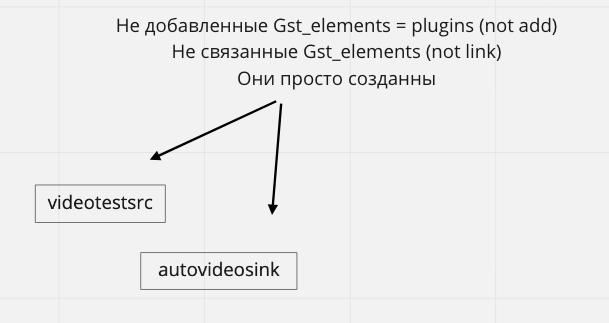 Не добавленные Gst_elements = plugins (not add)
Не связанные Gst_elements (not link)
Они просто созданны
videotestsrc
autovideosink